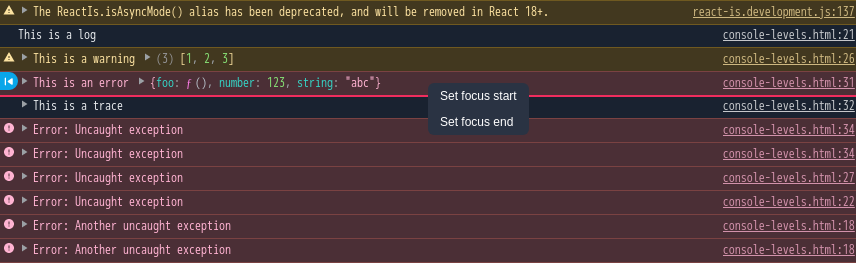 The ReactIs.isAsyncMode() alias has been deprecated, and will be removed in React 18+. react-is.development.js:137
This is a log console-levels.html:21
This is a warning (3) [1, 2, 3] console-levels.html:26
This is an error {foo: ƒ (), number: 123, string: "abc"} console-levels.html:31
Set focus start
This is a trace console-levels.html:32
Set focus end
Error: Uncaught exception console-levels.html:34
Error: Uncaught exception console-levels.html:34
Error: Uncaught exception console-levels.html:27
Error: Uncaught exception console-levels.html:22
Error: Another uncaught exception console-levels.html:18
Error: Another uncaught exception console-levels.html:18